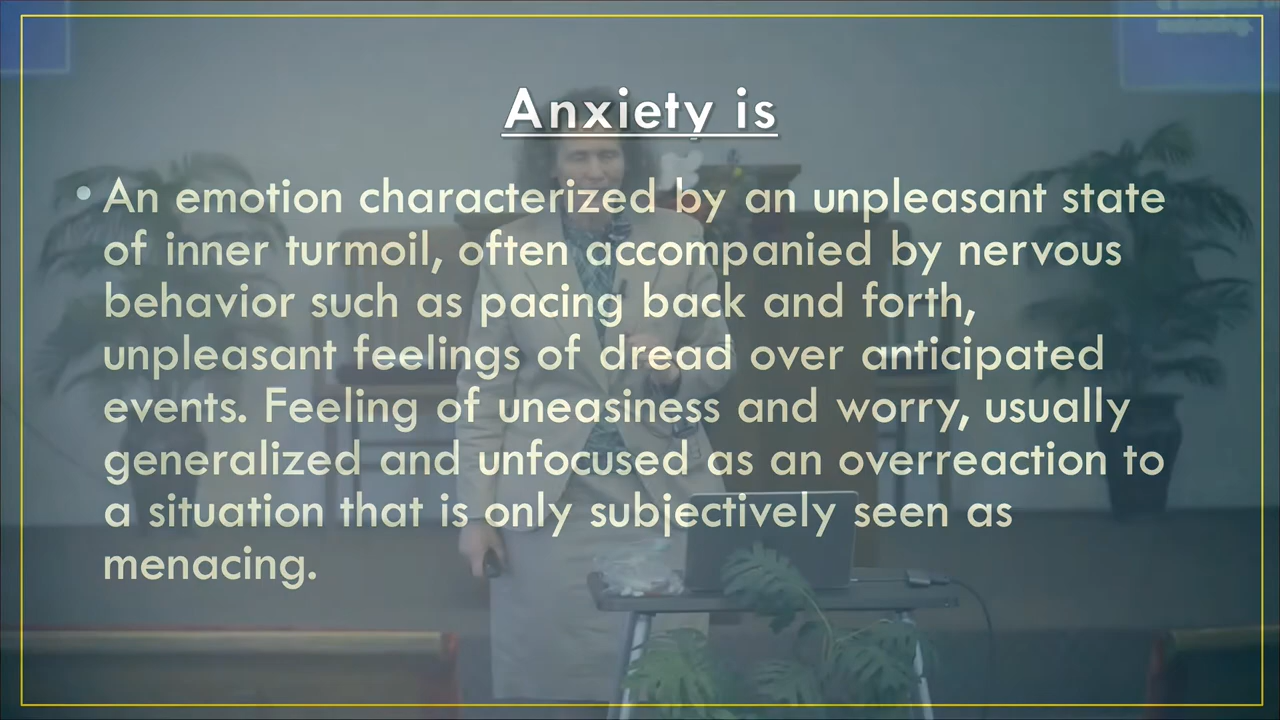 Anxiety is
• An emotion characterized by an unpleasant state
of inner turmoil, often accompanied by nervous
behavior such as pacing back and forth,
unpleasant feelings of dread over anticipated
events. Feeling of uneasiness and worry, usually
generalized and unfocused as an overreaction to
a situation that is only subjectively seen as
menacing.